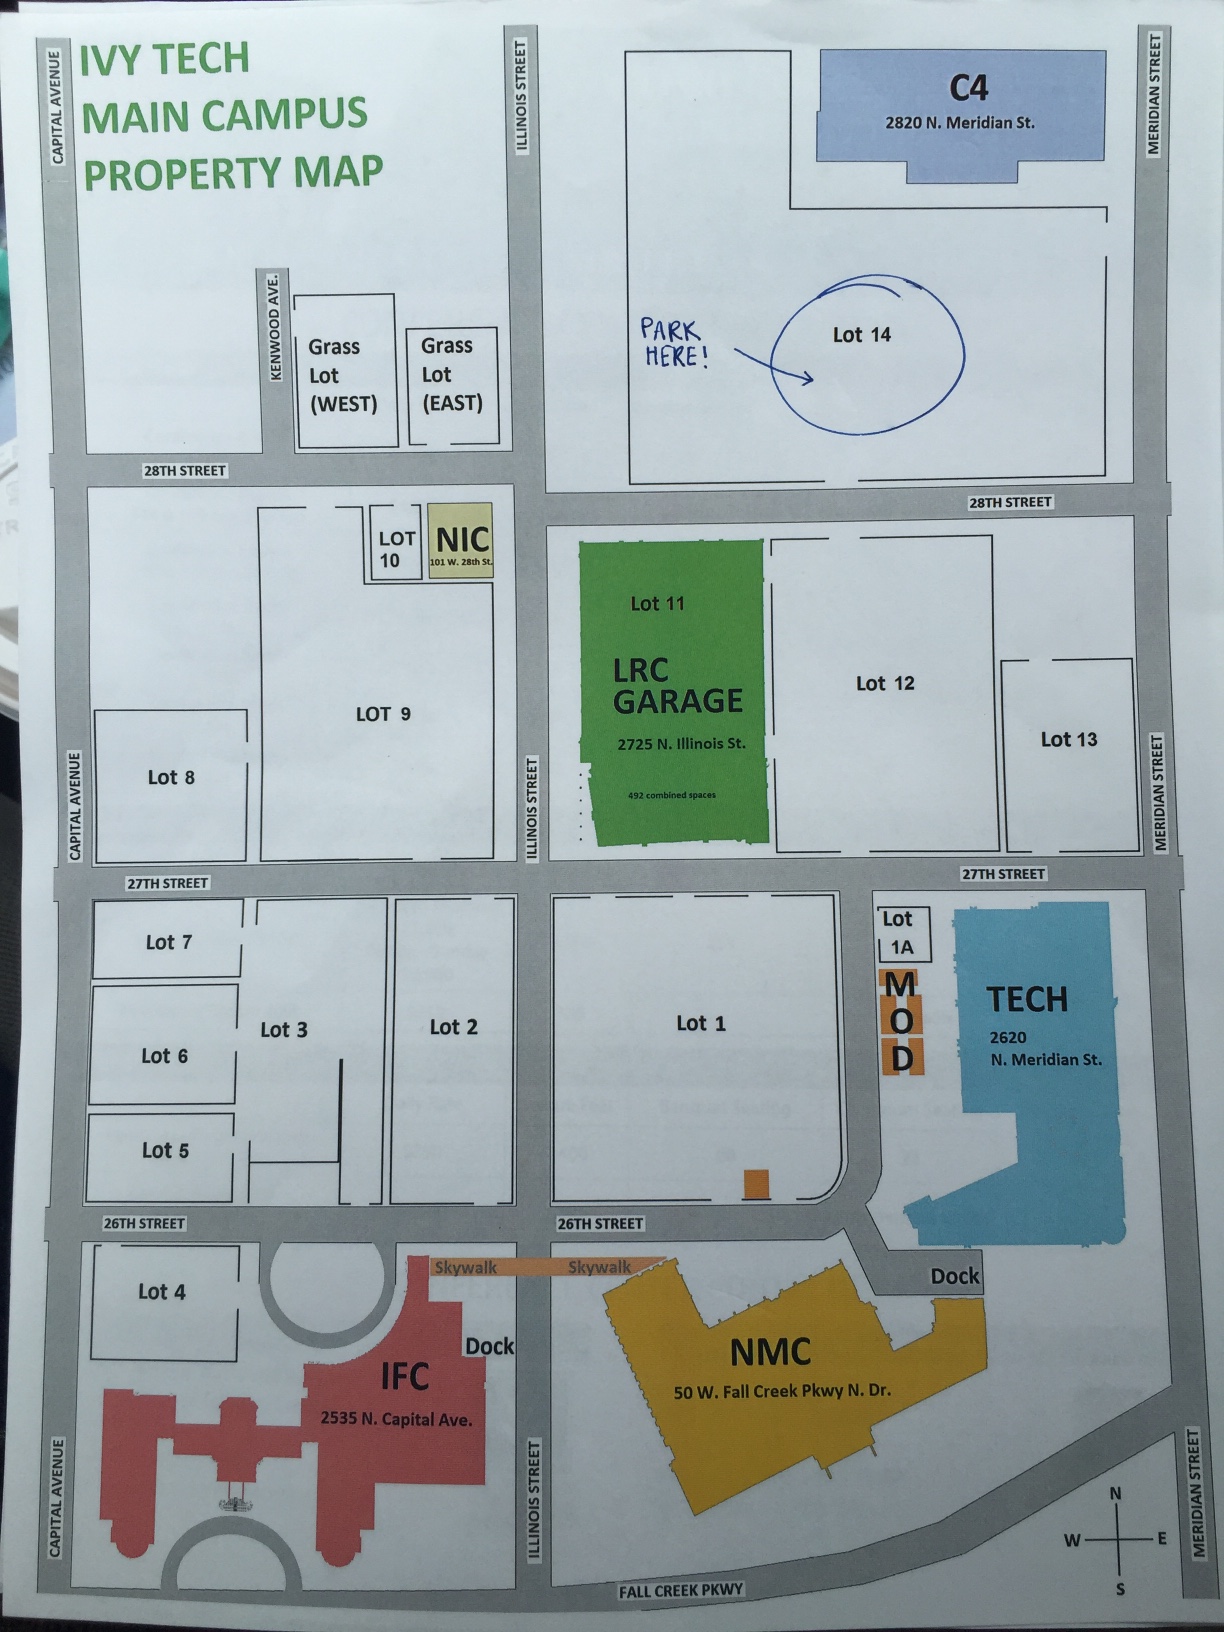 IVY TECH
MAIN CAMPUS
PROPERTY MAP
CAPITAL AVENUE
ILLINOIS STREET
MERIDIAN STREET
C4
2820 N. Meridian St.
KENWOOD AVE.
Grass
Lot
(WEST)
Grass
Lot
(EAST)
PARK
HERE!
Lot 14
28TH STREET
28TH STREET
LOT
10
NIC
101 W. 28th St.
LOT 9
Lot 8
Lot 11
LRC
GARAGE
2725 N. Illinois St.
492 combined spaces
Lot 12
Lot 13
CAPITAL AVENUE
ILLINOIS STREET
MERIDIAN STREET
27TH STREET
27TH STREET
Lot 7
Lot 6
Lot 5
Lot 3
Lot 2
Lot 1
Lot
1A
M
O
D
TECH
2620
N. Meridian St.
26TH STREET
26TH STREET
Lot 4
Skywalk
Skywalk
Dock
Dock
IFC
2535 N. Capital Ave.
NMC
50 W. Fall Creek Pkwy N. Dr.
CAPITAL AVENUE
ILLINOIS STREET
MERIDIAN STREET
FALL CREEK PKWY
N
W
E
S